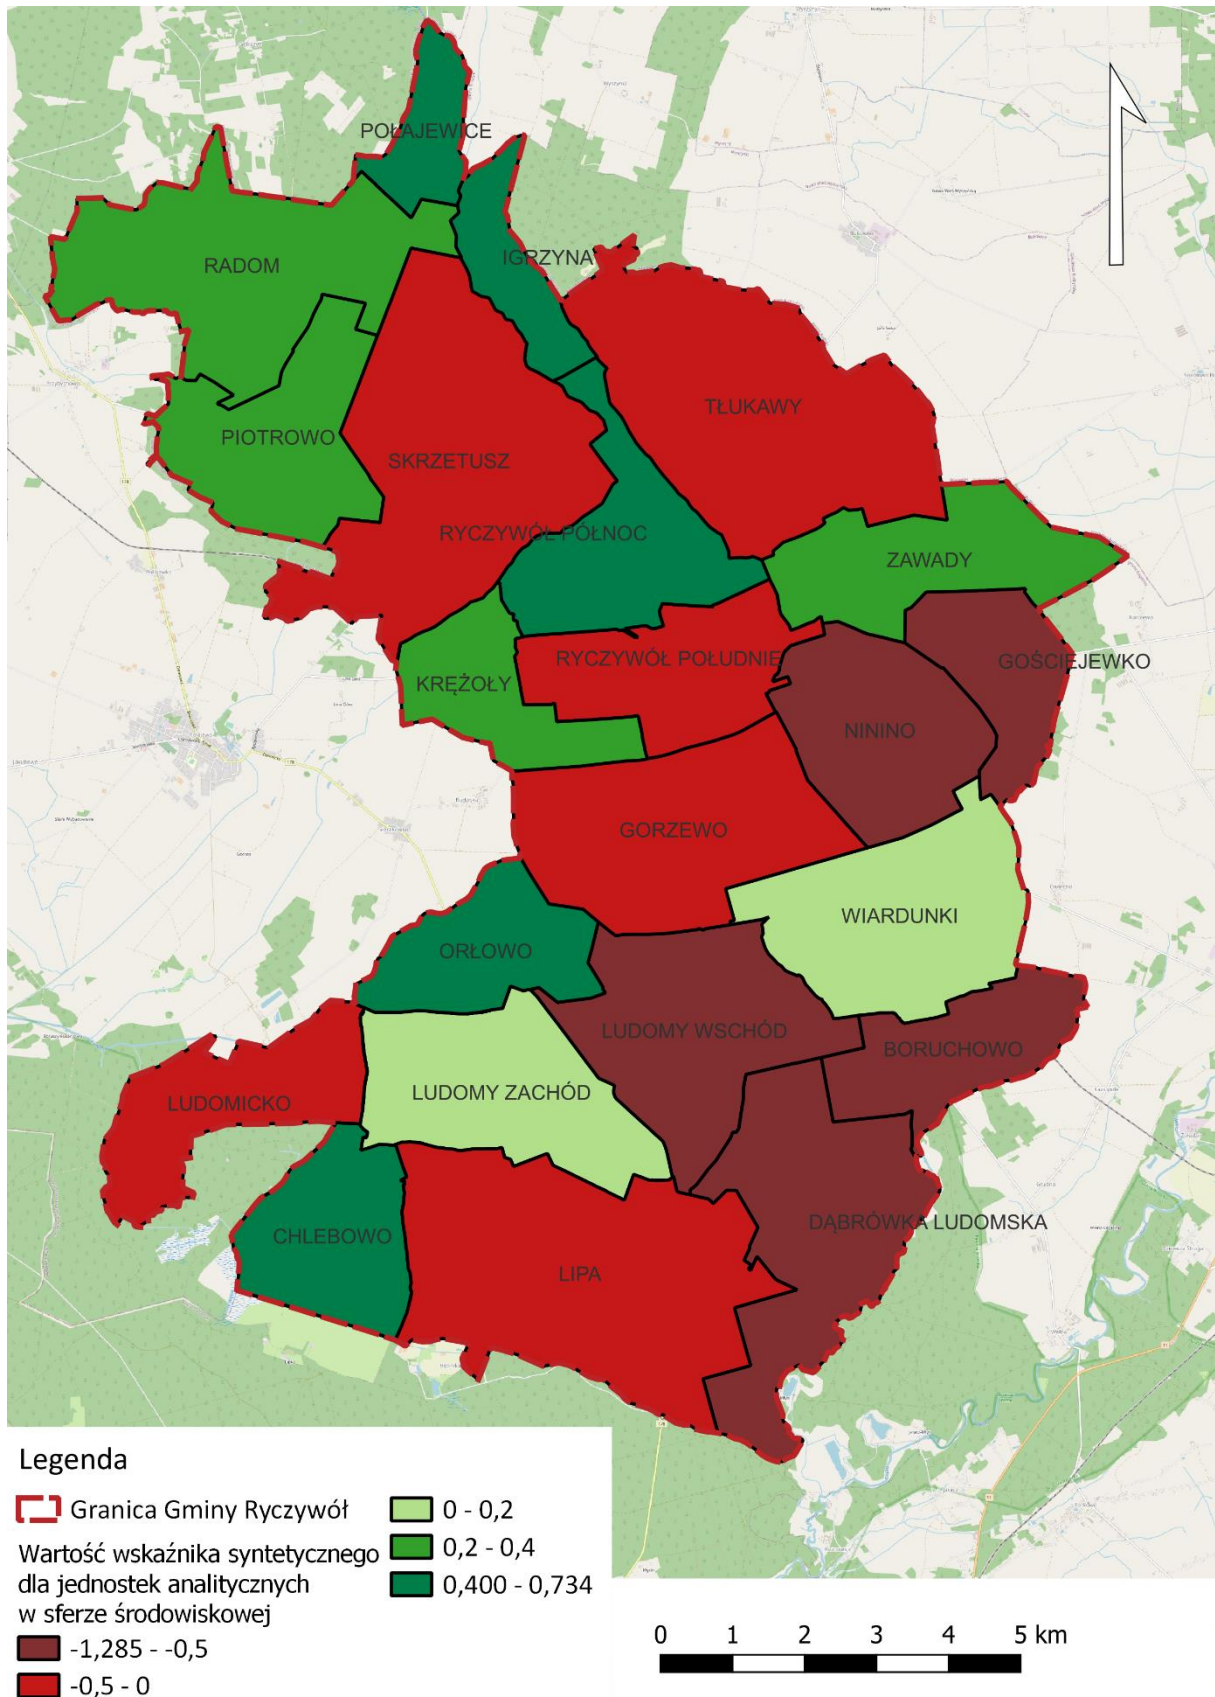 POŁAJEWICE
IGRZYNA
RADOM
TŁUKAWY
PIOTROWO
SKRZETUSZ
RYCZYWÓŁ PÓŁNOC
ZAWADY
RYCZYWÓŁ POŁUDNIE
GOŚCIEJEWKO
KRĘŻOŁY
NININO
GORZEWO
WIARDUNKI
ORŁOWO
LUDOMY WSCHÓD
BORUCHOWO
LUDOMY ZACHÓD
LUDOMICKO
DĄBRÓWKA LUDOMSKA
CHLEBOWO
LIPA
Legenda
Granica Gminy Ryczywół
Wartość wskaźnika syntetycznego
dla jednostek analitycznych
w sferze środowiskowej
-1,285 - -0,5
-0,5 - 0
0 - 0,2
0,2 - 0,4
0,400 - 0,734
0 1 2 3 4 5 km